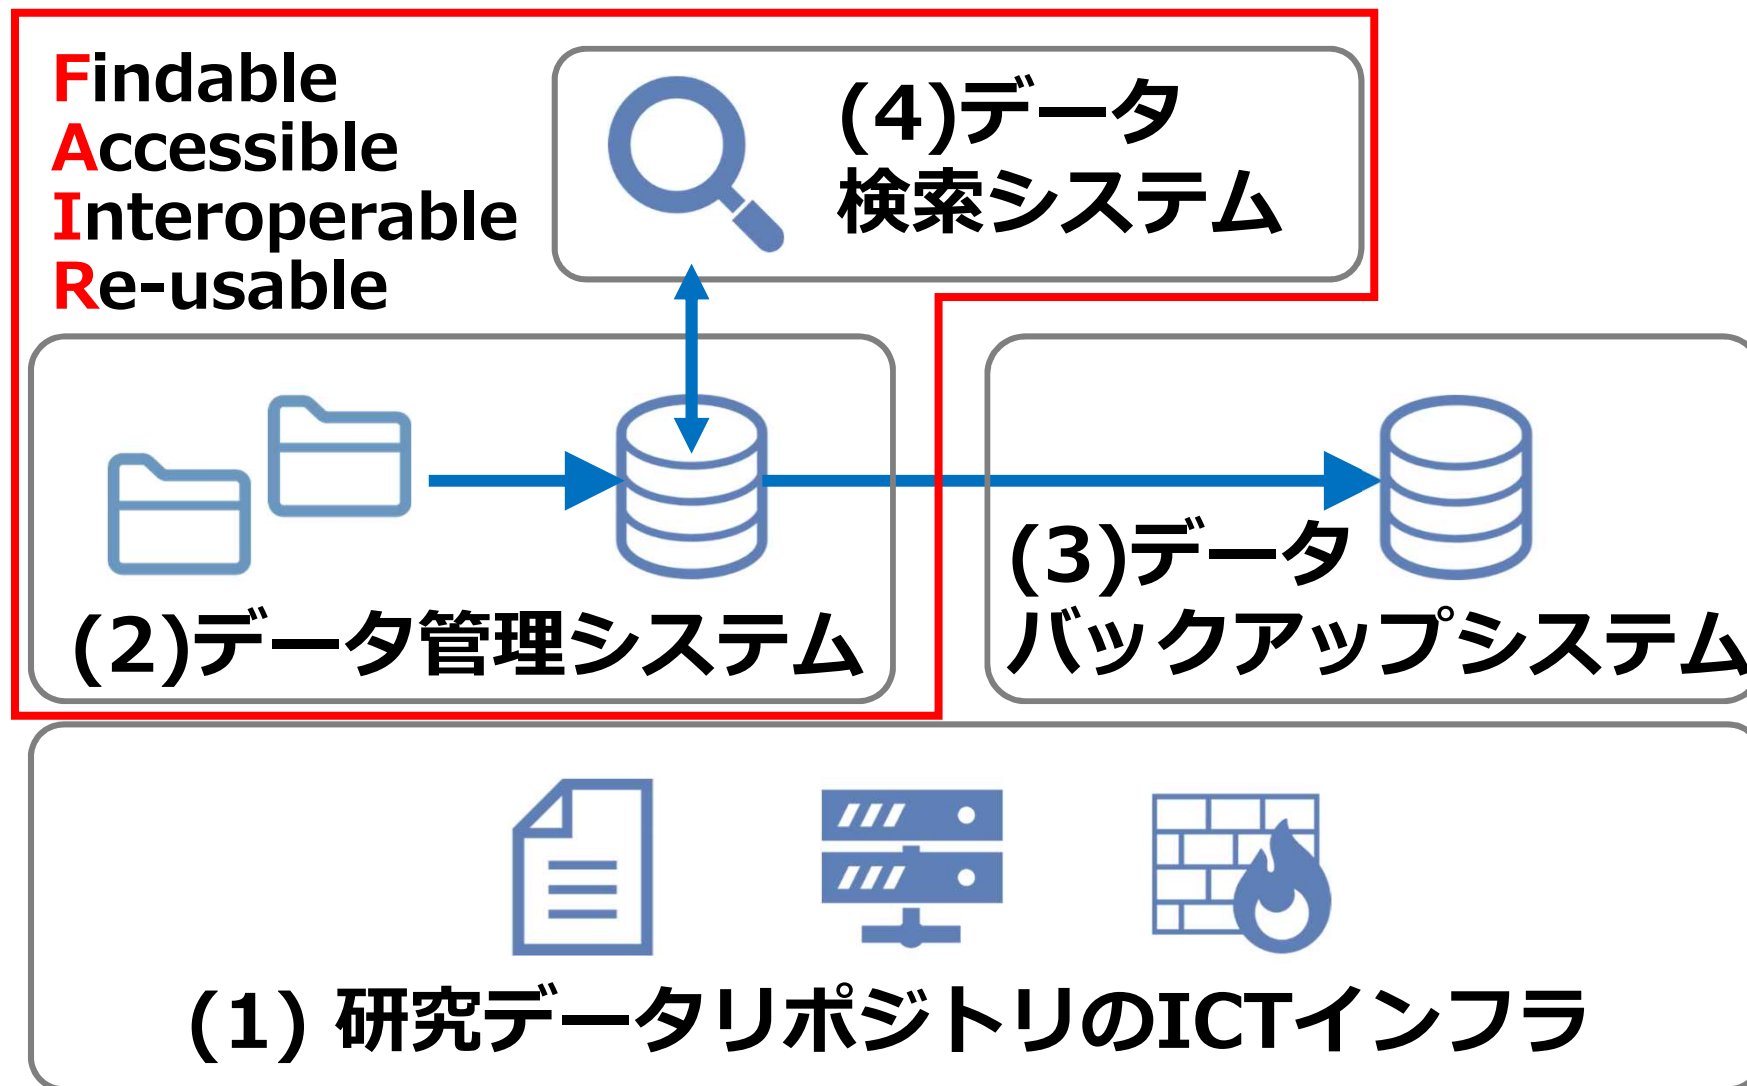 Findable
Accessible
Interoperable
Re-usable
(4)データ
検索システム
(2)データ管理システム
(3)データ
バックアップシステム
(1) 研究データリポジトリのICTインフラ